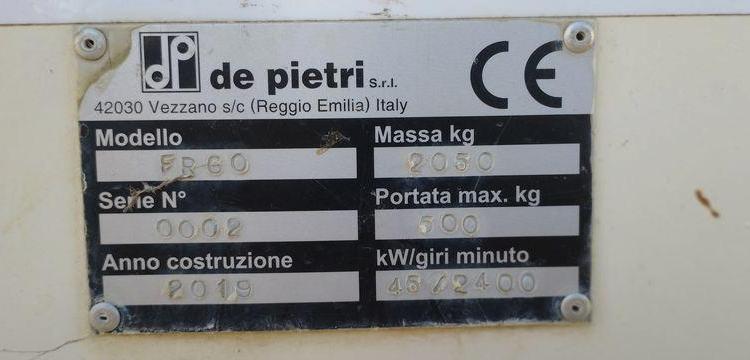 dp de pietri s.r.l.
42030 Vezzano s/c (Reggio Emilia) Italy
CE
Modello
FR60
Massa kg
2050
Serie N°
0002
Portata max. kg
500
Anno costruzione
2019
kW/giri minuto
45/2400